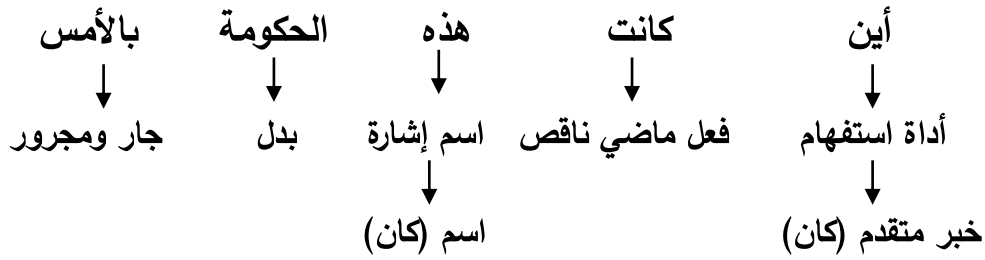 أين كانت هذه الحكومة بالأمس
أداة استفهام فعل ماضي ناقص اسم إشارة بدل جار ومجرور
خبر متقدم (كان) اسم (كان)